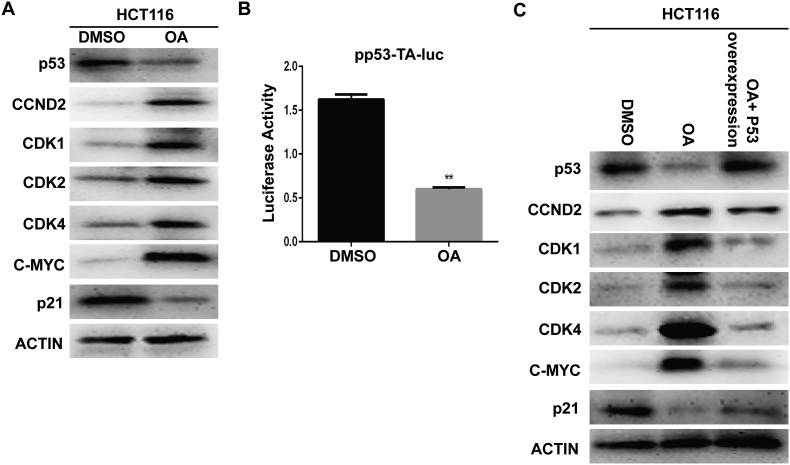 A
HCT116
DMSO OA
p53
CCND2
CDK1
CDK2
CDK4
C-MYC
p21
ACTIN
B
pp53-TA-luc
Luciferase Activity
2.0
1.5
1.0
0.5
0.0
**
DMSO OA
C
HCT116
DMSO
OA
OA+ P53
overexpression
p53
CCND2
CDK1
CDK2
CDK4
C-MYC
p21
ACTIN